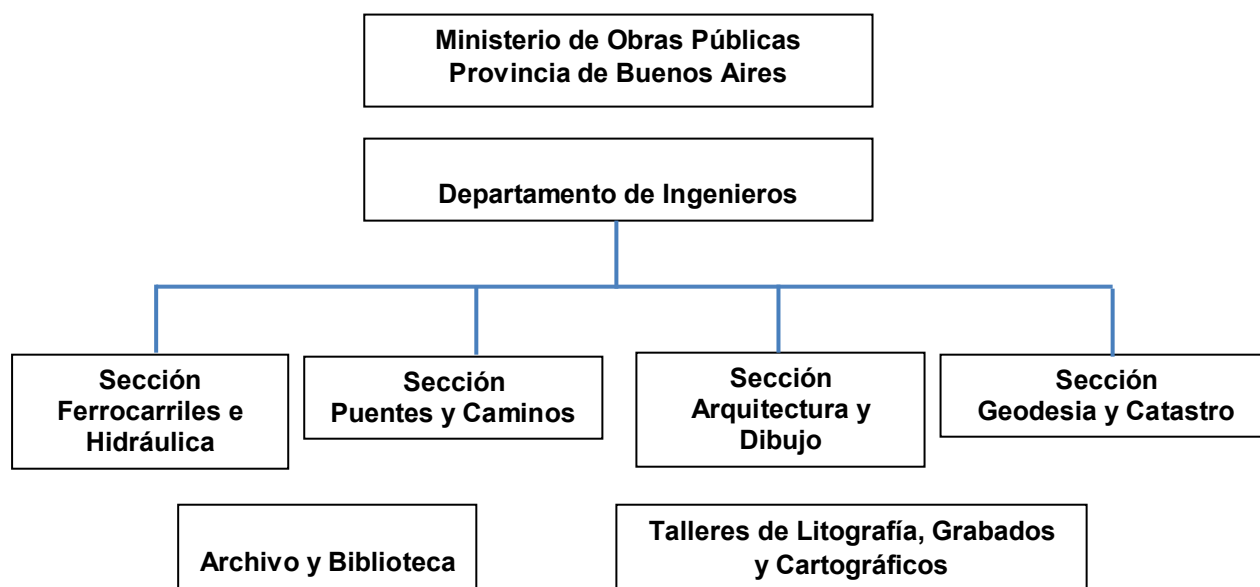 Ministerio de Obras Públicas
Provincia de Buenos Aires
Departamento de Ingenieros
Sección
Ferrocarriles e
Hidráulica
Sección
Puentes y Caminos
Sección
Arquitectura y
Dibujo
Sección
Geodesia y Catastro
Archivo y Biblioteca
Talleres de Litografía, Grabados
y Cartográficos